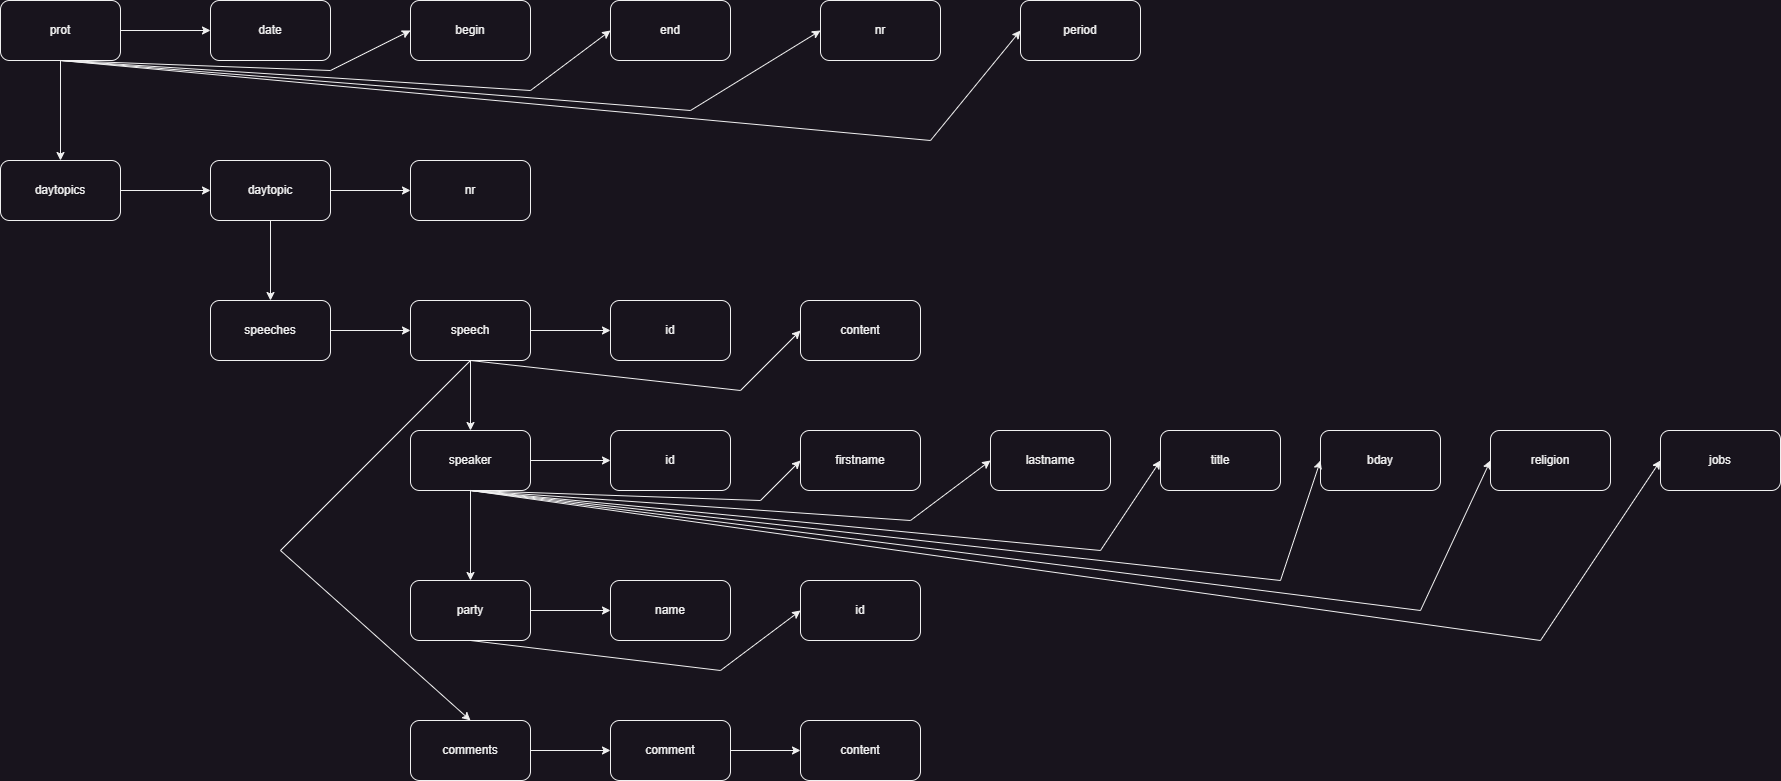 prot
date
begin
end
nr
period
daytopics
daytopic
nr
speeches
speech
id
content
speaker
id
firstname
lastname
title
bday
religion
jobs
party
name
id
comments
comment
content